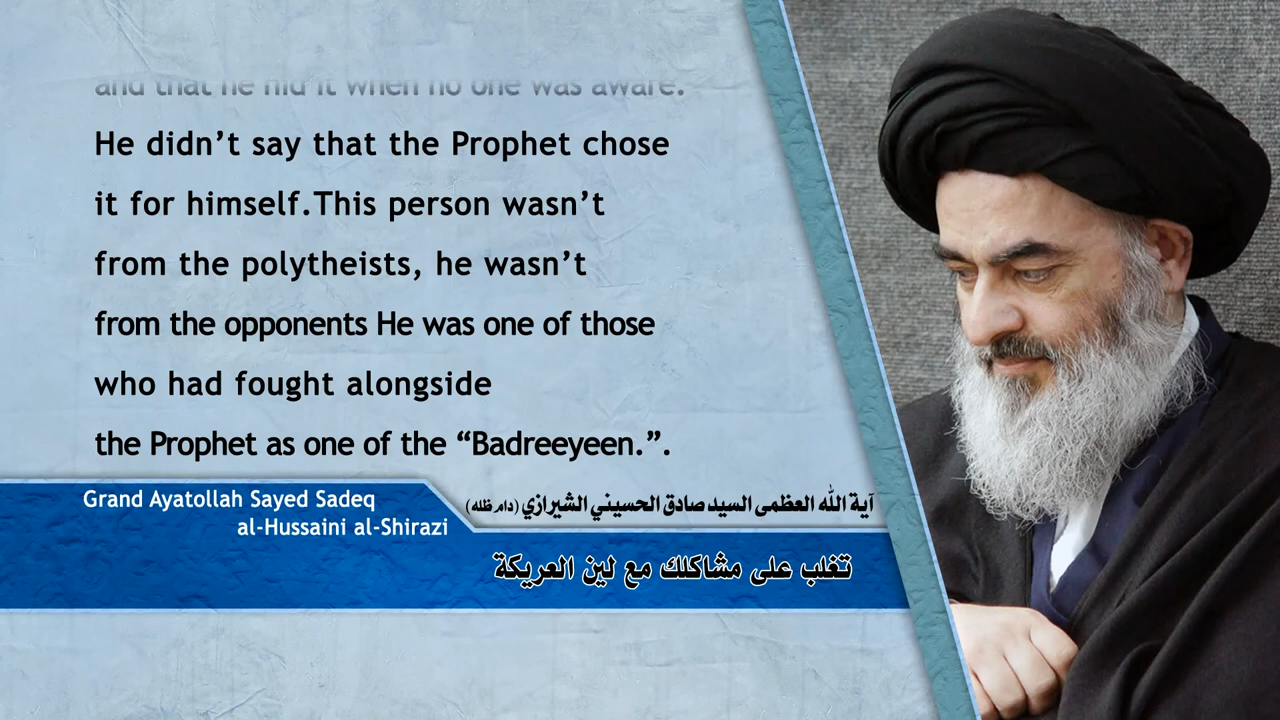 and that he hid it when no one was aware.
He didn’t say that the Prophet chose
it for himself.This person wasn’t
from the polytheists, he wasn’t
from the opponents He was one of those
who had fought alongside
the Prophet as one of the “Badreeyeen.”.
Grand Ayatollah Sayed Sadeq
al-Hussaini al-Shirazi
آية الله العظمى السيد صادق الحسيني الشيرازي (دام ظله)
تغلب على مشاكلك مع لين العريكة